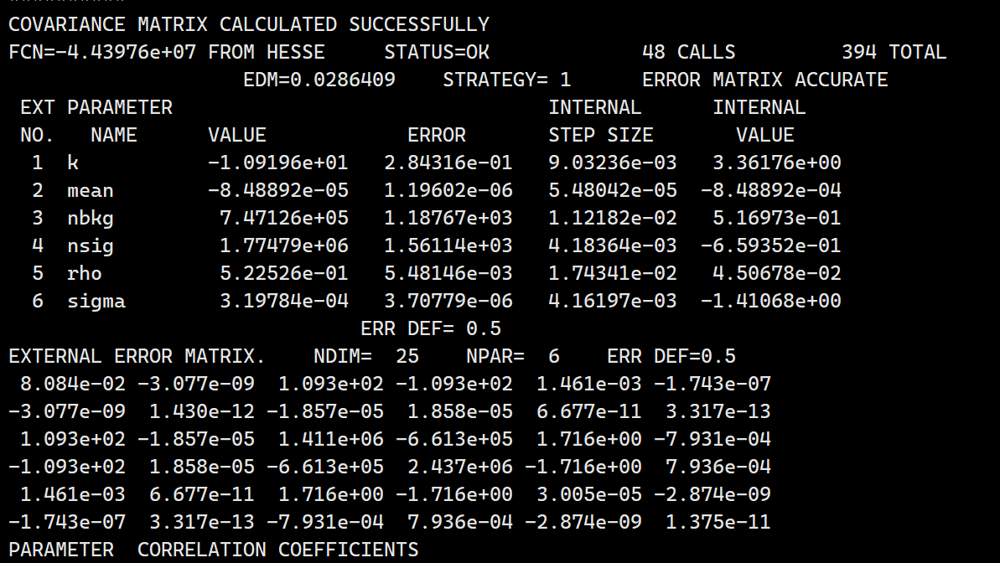 COVARIANCE MATRIX CALCULATED SUCCESSFULLY
FCN=-4.43976e+07 FROM HESSE     STATUS=OK             48 CALLS         394 TOTAL
                    EDM=0.0286409    STRATEGY= 1      ERROR MATRIX ACCURATE
 EXT PARAMETER                                INTERNAL      INTERNAL
 NO.   NAME      VALUE            ERROR       STEP SIZE       VALUE
  1  k           -1.09196e+01   2.84316e-01   9.03236e-03   3.36176e+00
  2  mean        -8.48892e-05   1.19602e-06   5.48042e-05  -8.48892e-04
  3  nbkg         7.47126e+05   1.18767e+03   1.12182e-02   5.16973e-01
  4  nsig         1.77479e+06   1.56114e+03   4.18364e-03  -6.59352e-01
  5  rho          5.22526e-01   5.48146e-03   1.74341e-02   4.50678e-02
  6  sigma        3.19784e-04   3.70779e-06   4.16197e-03  -1.41068e+00
                              ERR DEF= 0.5
EXTERNAL ERROR MATRIX.    NDIM=  25    NPAR=  6    ERR DEF=0.5
 8.084e-02 -3.077e-09  1.093e+02 -1.093e+02  1.461e-03 -1.743e-07
-3.077e-09  1.430e-12 -1.857e-05  1.858e-05  6.677e-11  3.317e-13
 1.093e+02 -1.857e-05  1.411e+06 -6.613e+05  1.716e+00 -7.931e-04
-1.093e+02  1.858e-05 -6.613e+05  2.437e+06 -1.716e+00  7.936e-04
 1.461e-03  6.677e-11  1.716e+00 -1.716e+00  3.005e-05 -2.874e-09
-1.743e-07  3.317e-13 -7.931e-04  7.936e-04 -2.874e-09  1.375e-11
PARAMETER  CORRELATION COEFFICIENTS